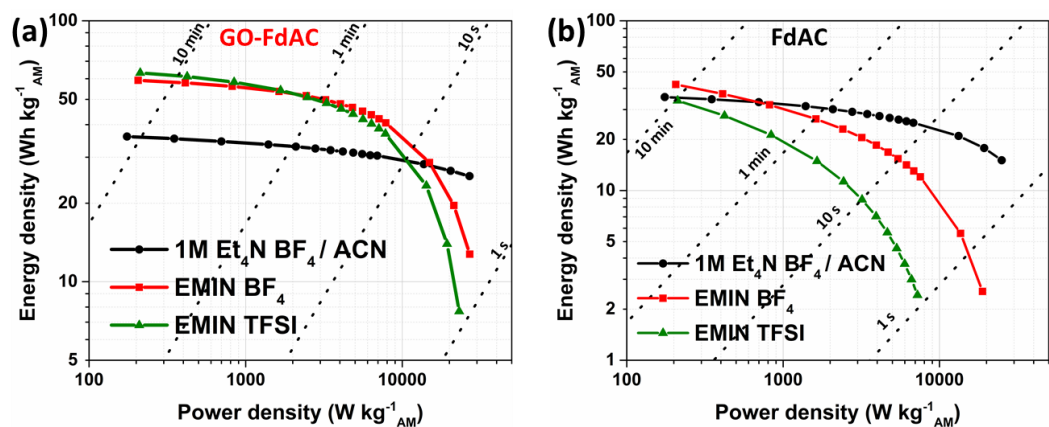 (a)
GO-FdAC
10 min
1 min
10 s
1 s
100
50
20
10
5
Energy density (Wh kg⁻¹AM)
1M Et₄N BF₄ / ACN
EMIN BF₄
EMIN TFSI
100
1000
10000
Power density (W kg⁻¹AM)
(b)
FdAC
10 min
1 min
10 s
1 s
100
50
20
10
5
2
1
Energy density (Wh kg⁻¹AM)
1M Et₄N BF₄ / ACN
EMIN BF₄
EMIN TFSI
100
1000
10000
Power density (W kg⁻¹AM)